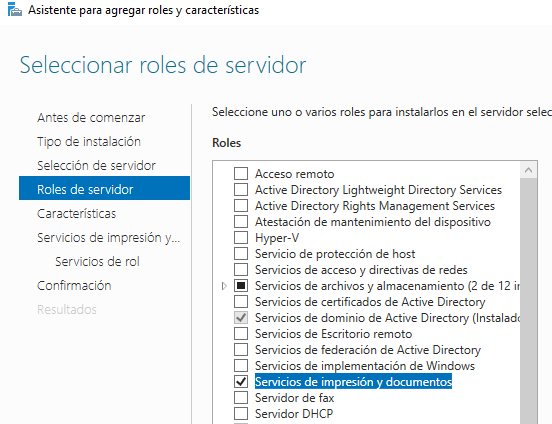 Asistente para agregar roles y características
Seleccionar roles de servidor
Antes de comenzar
Tipo de instalación
Selección de servidor
Roles de servidor
Características
Servicios de impresión y...
Servicios de rol
Confirmación
Resultados
Seleccione uno o varios roles para instalarlos en el servidor selec
Roles
Acceso remoto
Active Directory Lightweight Directory Services
Active Directory Rights Management Services
Atestación de mantenimiento del dispositivo
Hyper-V
Servicio de protección de host
Servicios de acceso y directivas de redes
Servicios de archivos y almacenamiento (2 de 12 in
Servicios de certificados de Active Directory
Servicios de dominio de Active Directory (Instalado
Servicios de Escritorio remoto
Servicios de federación de Active Directory
Servicios de implementación de Windows
Servicios de impresión y documentos
Servidor de fax
Servidor DHCP